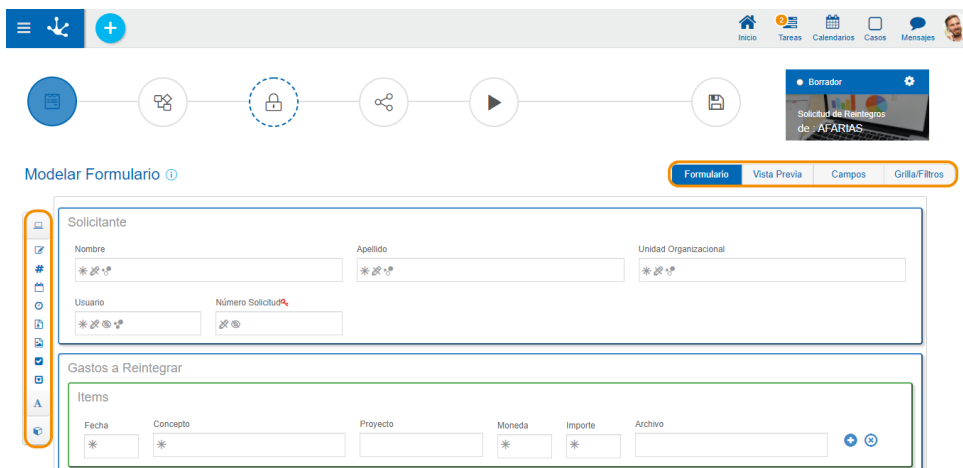 2
Inicio Tareas Calendarios Casos Mensajes
Borrador
Solicitud de Reintegros
de : AFARIAS
Modelar Formulario
Formulario Vista Previa Campos Grilla/Filtros
Solicitante
Nombre Apellido Unidad Organizacional
Usuario Número Solicitud
Gastos a Reintegrar
Items
Fecha Concepto Proyecto Moneda Importe Archivo
A